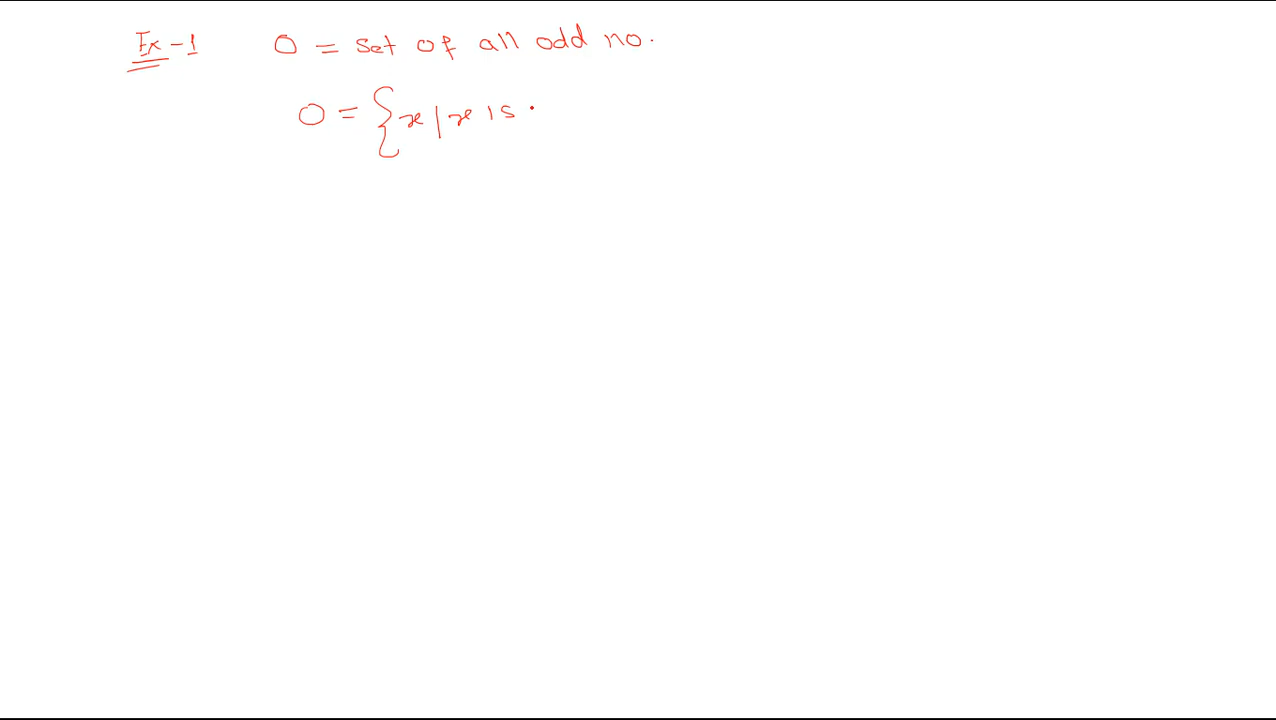 Ex-1 O = set of all odd no.
O = {x|x is